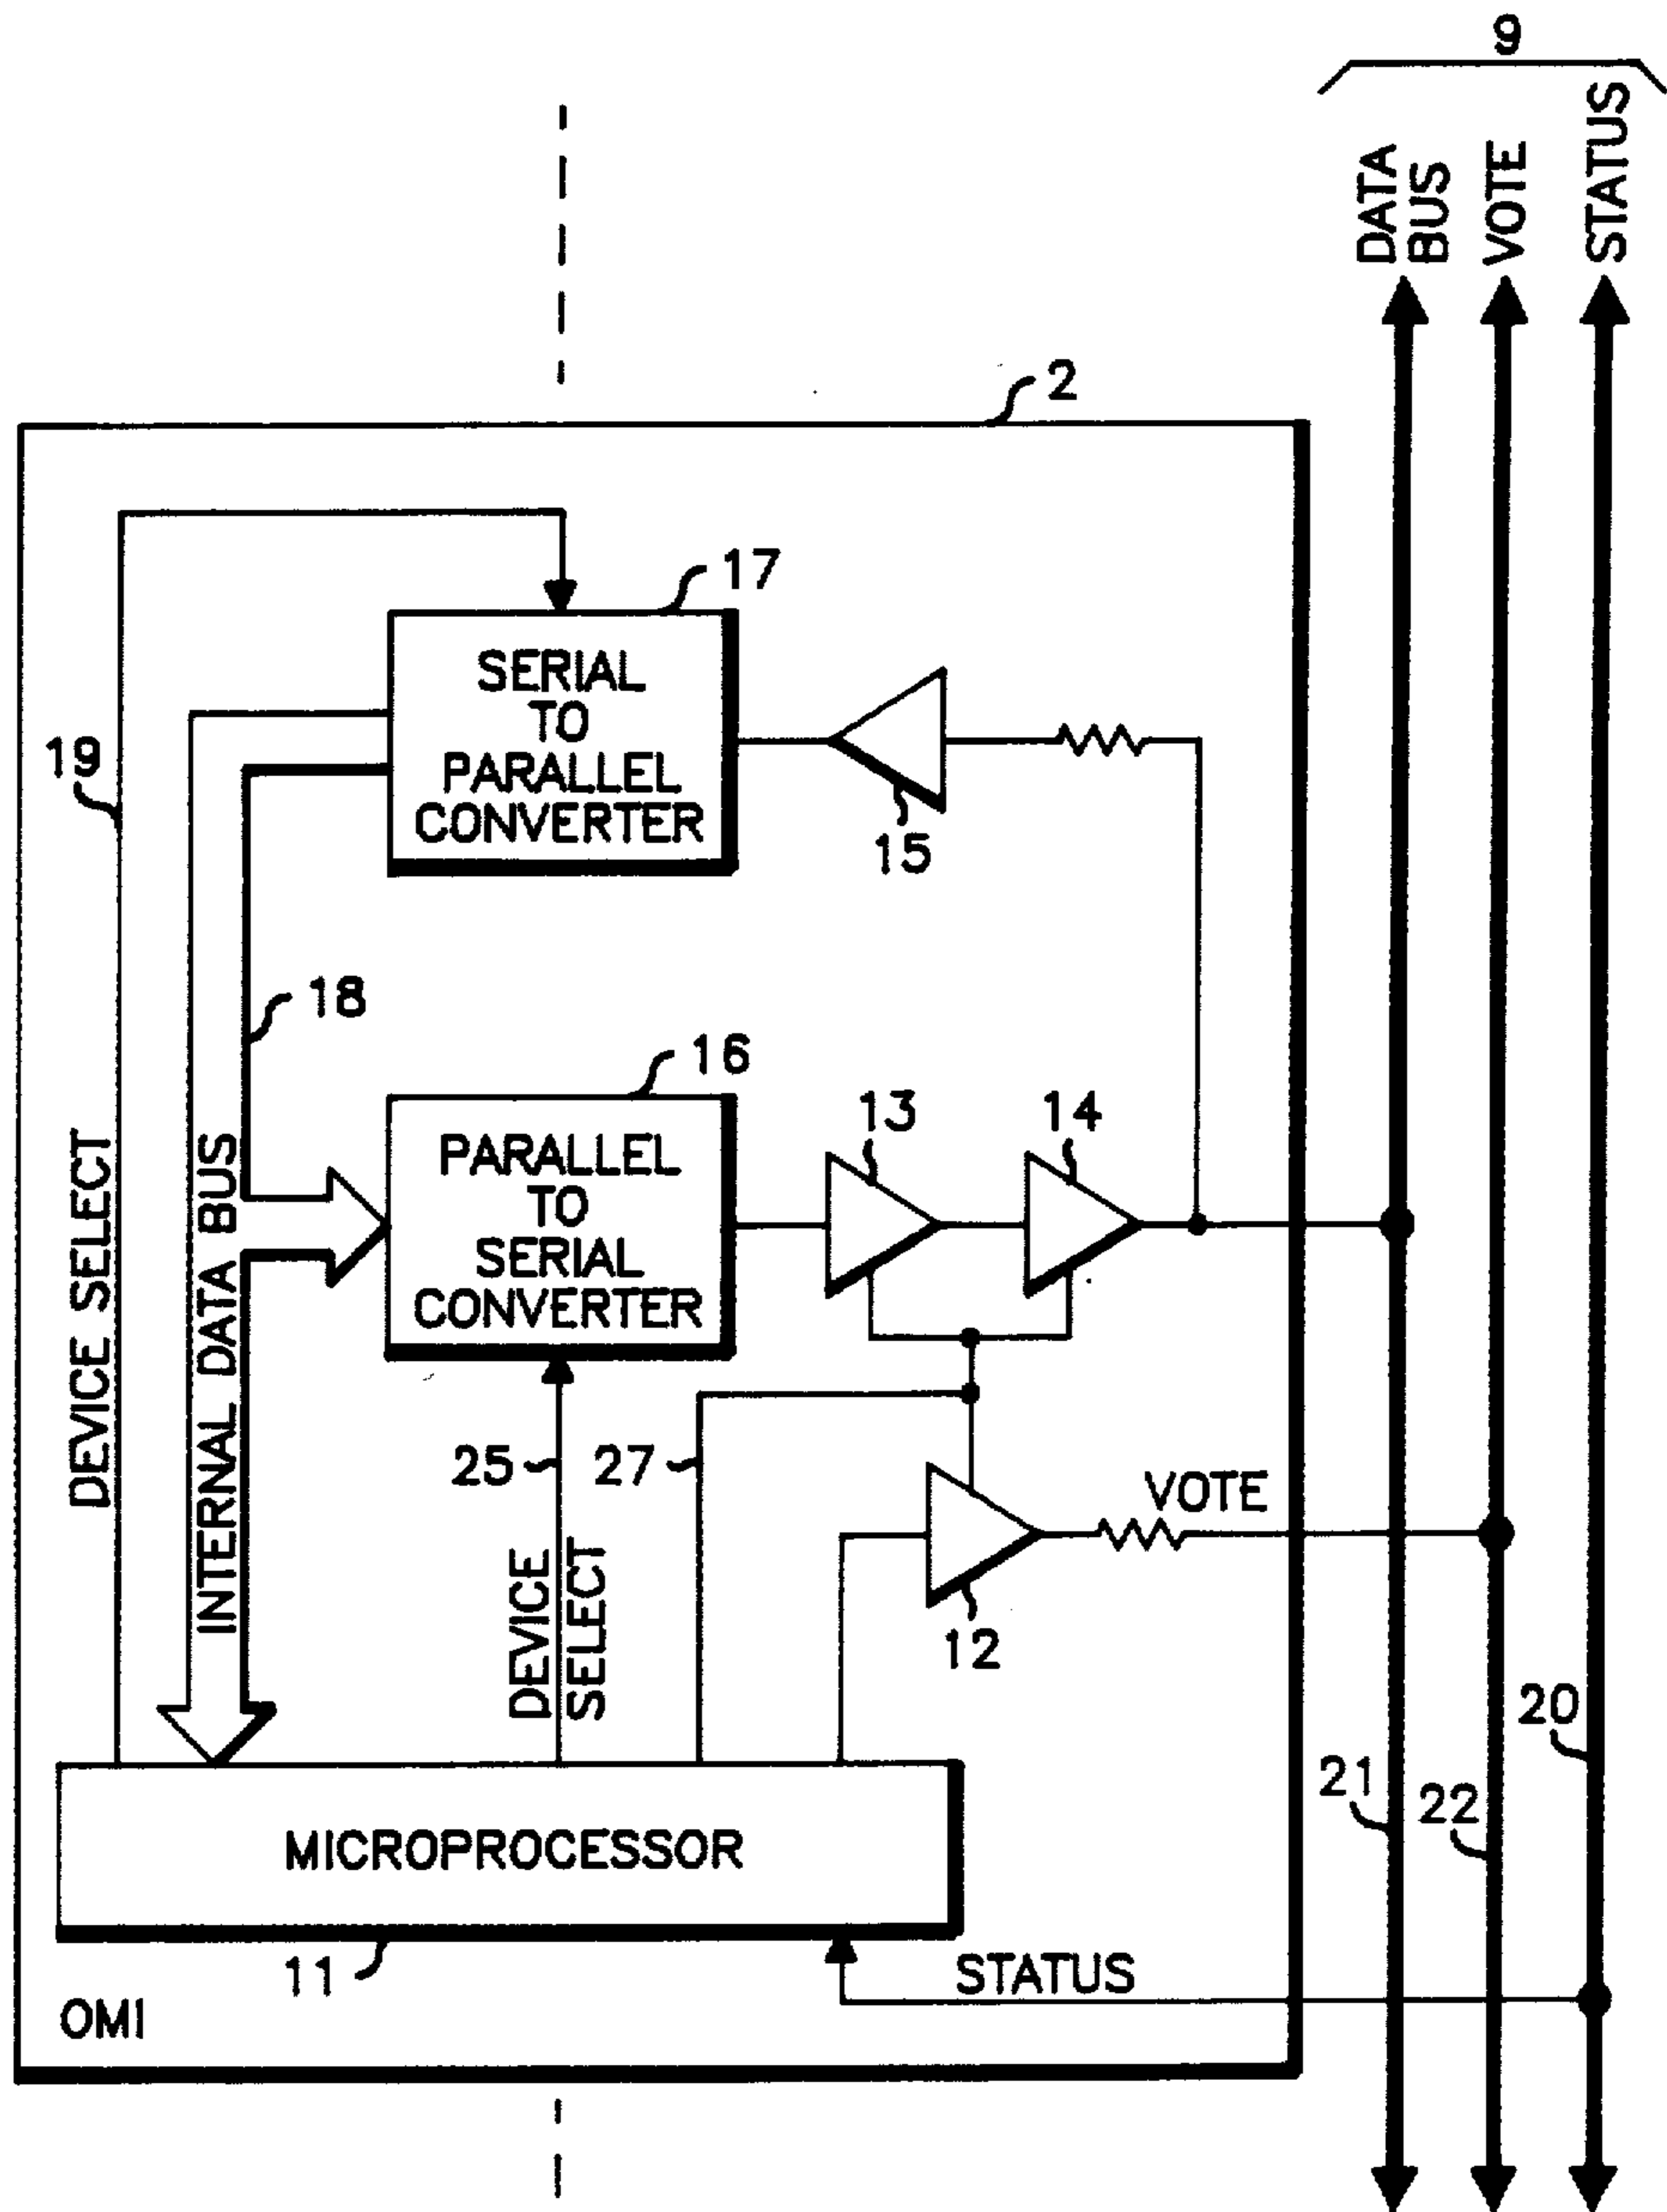 9
DATA
BUS
VOTE
STATUS
2
17
SERIAL
TO
PARALLEL
CONVERTER
19
15
18
16
13
14
PARALLEL
TO
SERIAL
CONVERTER
DEVICE SELECT
INTERNAL DATA BUS
25
27
VOTE
DEVICE
SELECT
12
20
21
22
MICROPROCESSOR
11
STATUS
OMI